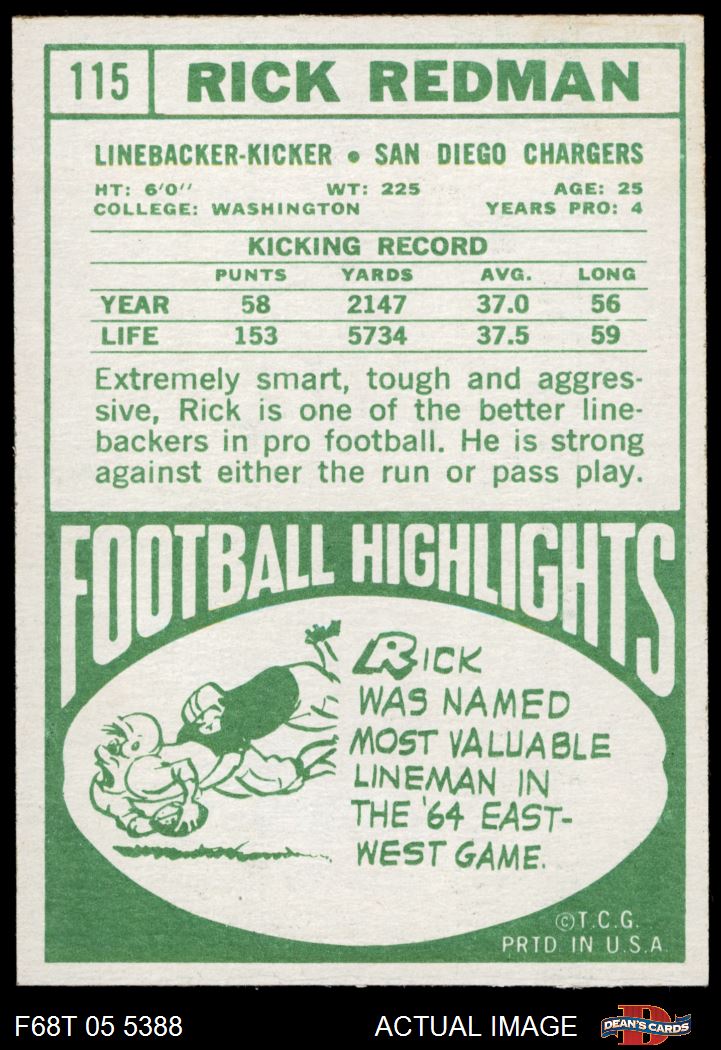 115 RICK REDMAN
LINEBACKER-KICKER • SAN DIEGO CHARGERS
HT: 6'0" WT: 225 AGE: 25
COLLEGE: WASHINGTON YEARS PRO: 4
KICKING RECORD
PUNTS YARDS AVG. LONG
YEAR 58 2147 37.0 56
LIFE 153 5734 37.5 59
Extremely smart, tough and aggres-
sive, Rick is one of the better line-
backers in pro football. He is strong
against either the run or pass play.
FOOTBALL HIGHLIGHTS
RICK
WAS NAMED
MOST VALUABLE
LINEMAN IN
THE '64 EAST-
WEST GAME.
©T.C.G.
PRTD. IN U.S.A.
F68T 05 5388 ACTUAL IMAGE
D
DEAN'S CARDS